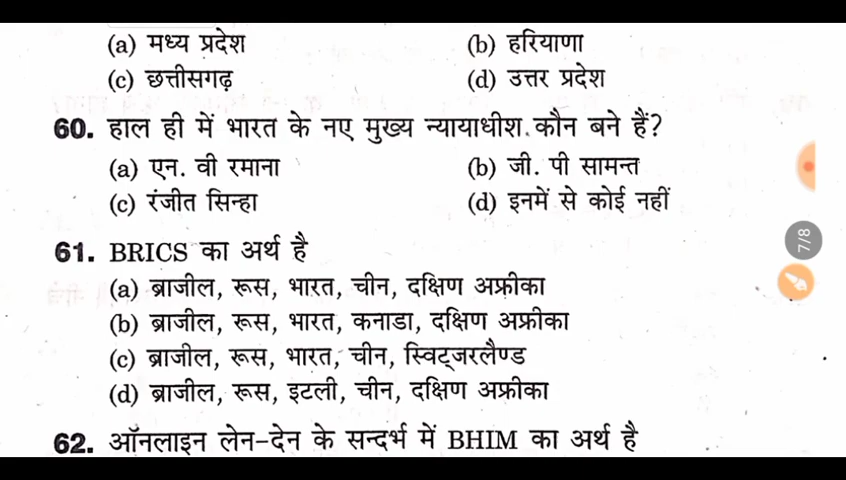 (a) मध्य प्रदेश (b) हरियाणा
(c) छत्तीसगढ़ (d) उत्तर प्रदेश
60. हाल ही में भारत के नए मुख्य न्यायाधीश कौन बने हैं?
(a) एन. वी रमाना (b) जी. पी सामन्त
(c) रंजीत सिन्हा (d) इनमें से कोई नहीं
61. BRICS का अर्थ है
(a) ब्राजील, रूस, भारत, चीन, दक्षिण अफ्रीका
(b) ब्राजील, रूस, भारत, कनाडा, दक्षिण अफ्रीका
(c) ब्राजील, रूस, भारत, चीन, स्विट्जरलैण्ड
(d) ब्राजील, रूस, इटली, चीन, दक्षिण अफ्रीका
62. ऑनलाइन लेन-देन के सन्दर्भ में BHIM का अर्थ है
7/8